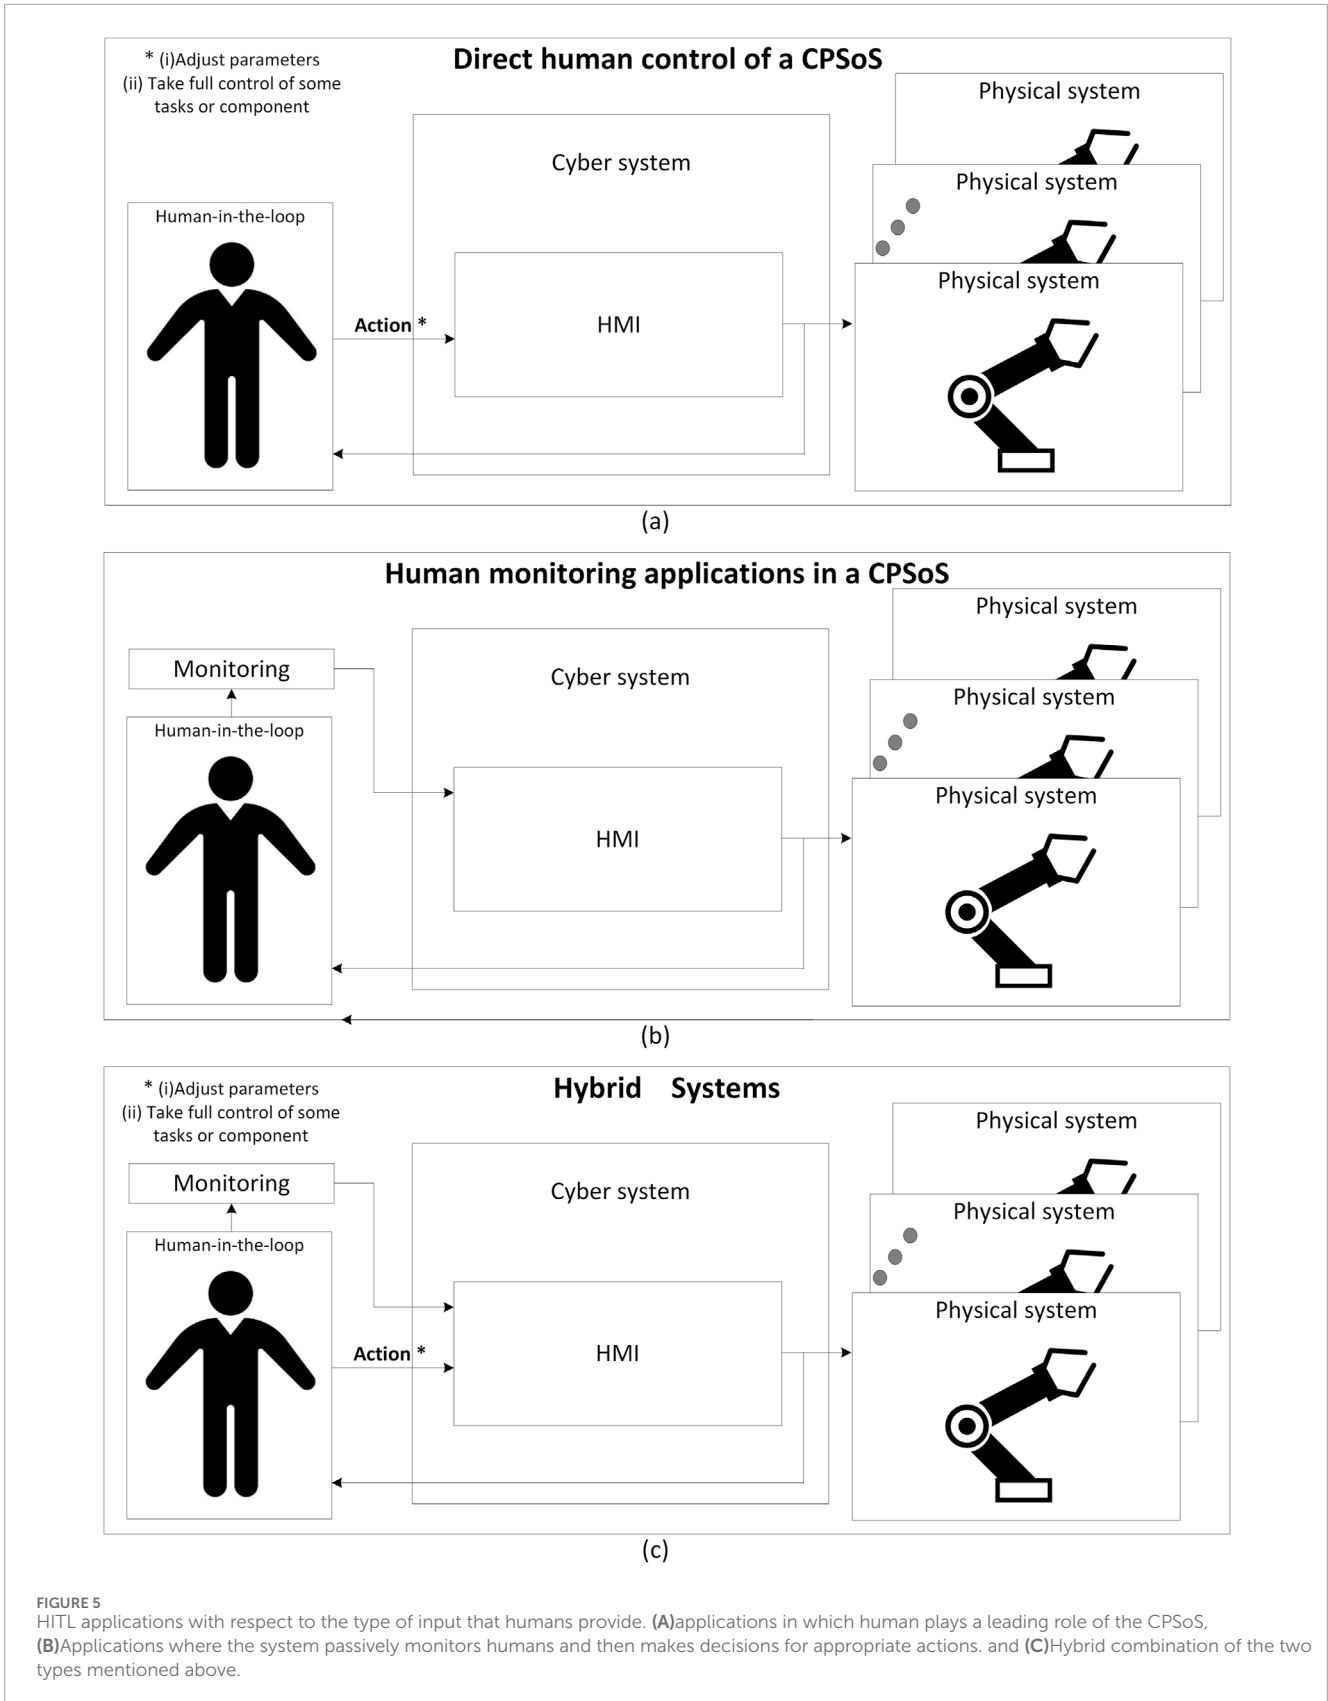 * (i)Adjust parameters
(ii) Take full control of some
tasks or component
Direct human control of a CPSoS
Physical system
Cyber system
Physical system
Human-in-the-loop
Physical system
Action *
HMI
(a)
Human monitoring applications in a CPSoS
Physical system
Monitoring
Cyber system
Physical system
Human-in-the-loop
Physical system
HMI
(b)
* (i)Adjust parameters
(ii) Take full control of some
tasks or component
Hybrid Systems
Physical system
Monitoring
Cyber system
Physical system
Human-in-the-loop
Physical system
Action *
HMI
(c)
FIGURE 5
HITL applications with respect to the type of input that humans provide. (A)applications in which human plays a leading role of the CPSoS,
(B)Applications where the system passively monitors humans and then makes decisions for appropriate actions. and (C)Hybrid combination of the two
types mentioned above.